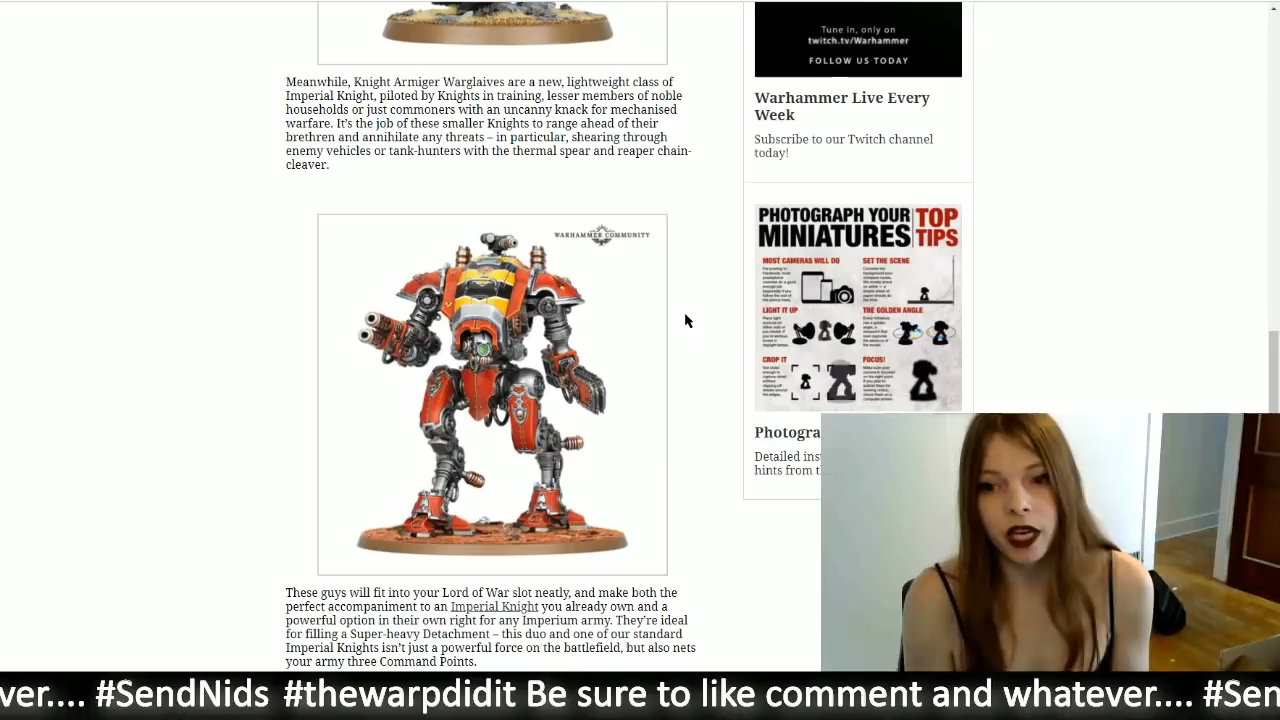 Tune in, only on
twitch.tv/Warhammer
FOLLOW US TODAY
Meanwhile, Knight Armiger Warglaives are a new, lightweight class of
Imperial Knight, piloted by Knights in training, lesser members of noble
households or just commoners with an uncanny knack for mechanised
warfare. It's the job of these smaller Knights to range ahead of their
brethren and annihilate any threats – in particular, shearing through
enemy vehicles or tank-hunters with the thermal spear and reaper chain-
cleaver.
Warhammer Live Every
Week
Subscribe to our Twitch channel
today!
WARHAMMER COMMUNITY
PHOTOGRAPH YOUR
MINIATURES
TOP
TIPS
MOST CAMERAS WILL DO
SET THE SCENE
LIGHT IT UP
THE GOLDEN ANGLE
CROP IT
FOCUS!
Photogra
Detailed ins
hints from t
These guys will fit into your Lord of War slot neatly, and make both the
perfect accompaniment to an Imperial Knight you already own and a
powerful option in their own right for any Imperium army. They're ideal
for filling a Super-heavy Detachment – this duo and one of our standard
Imperial Knights isn't just a powerful force on the battlefield, but also nets
your army three Command Points.
ver.... #SendNids #thewarpdidit Be sure to like comment and whatever.... #Sen